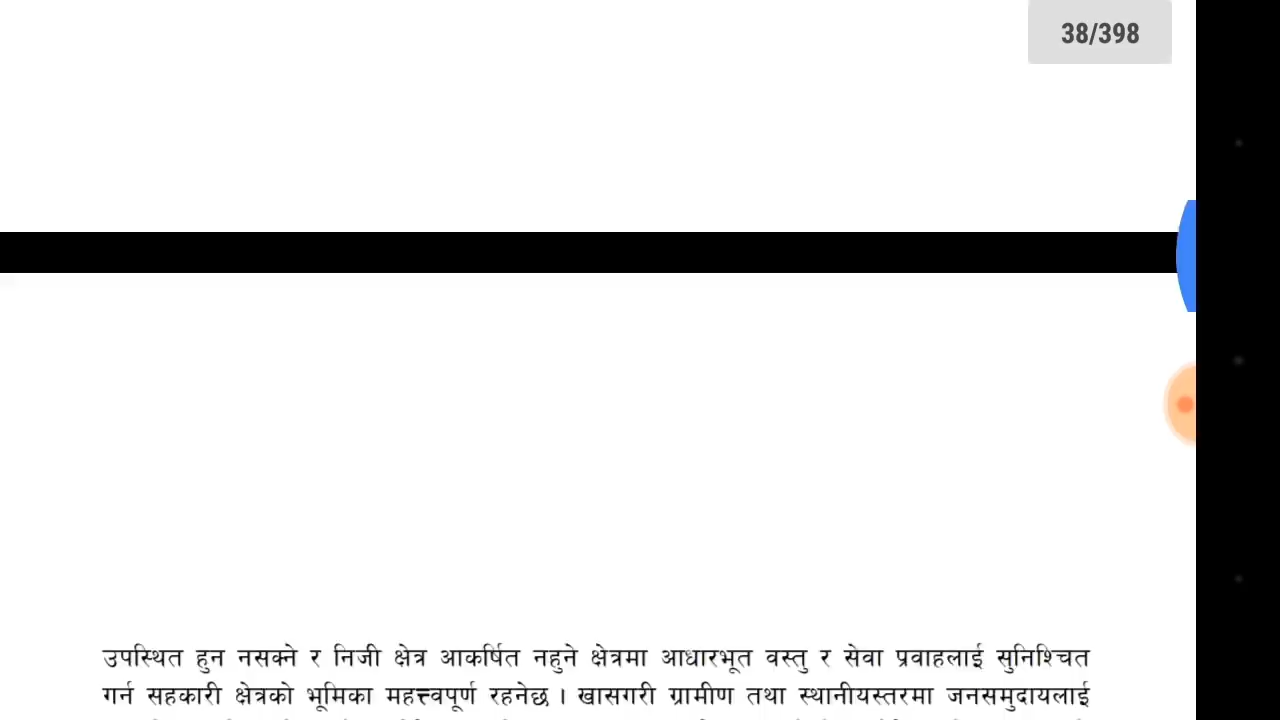 38/398
उपस्थित हुन नसक्ने र निजी क्षेत्र आकर्षित नहुने क्षेत्रमा आधारभूत वस्तु र सेवा प्रवाहलाई सुनिश्चित
गर्न सहकारी क्षेत्रको भूमिका महत्त्वपूर्ण रहनेछ । खासगरी ग्रामीण तथा स्थानीयस्तरमा जनसमुदायलाई